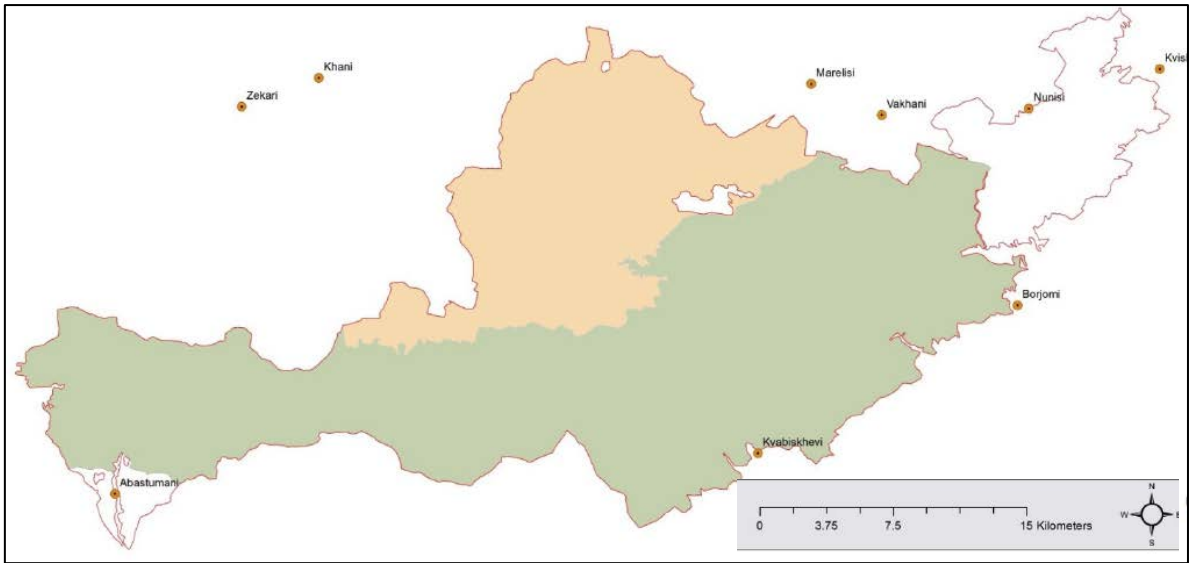 Khani
Zekari
Marelisi
Vakhani
Nunisi
Borjomi
Kvabiskhevi
Abastumani
N
W
S
0 3.75 7.5 15 Kilometers